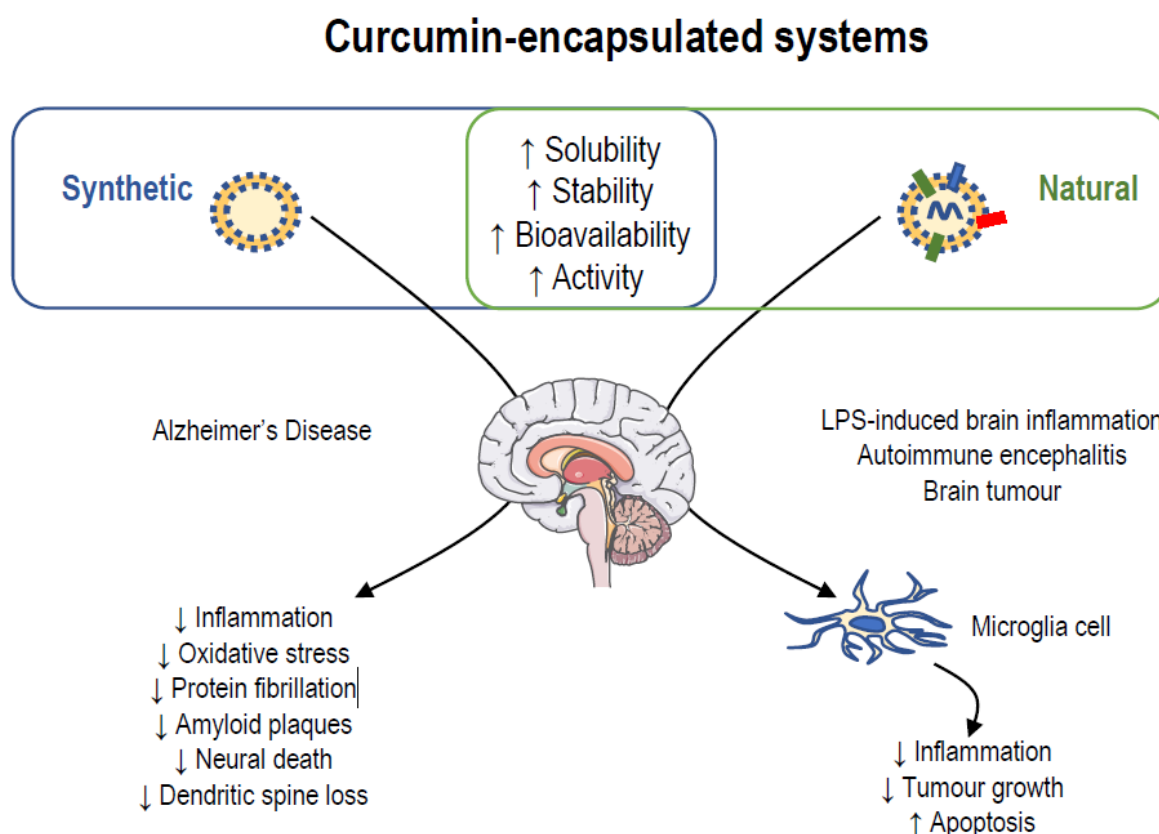 Curcumin-encapsulated systems
Synthetic
↑ Solubility
↑ Stability
↑ Bioavailability
↑ Activity
Natural
Alzheimer's Disease
LPS-induced brain inflammation
Autoimmune encephalitis
Brain tumour
↓ Inflammation
↓ Oxidative stress
↓ Protein fibrillation
↓ Amyloid plaques
↓ Neural death
↓ Dendritic spine loss
Microglia cell
↓ Inflammation
↓ Tumour growth
↑ Apoptosis